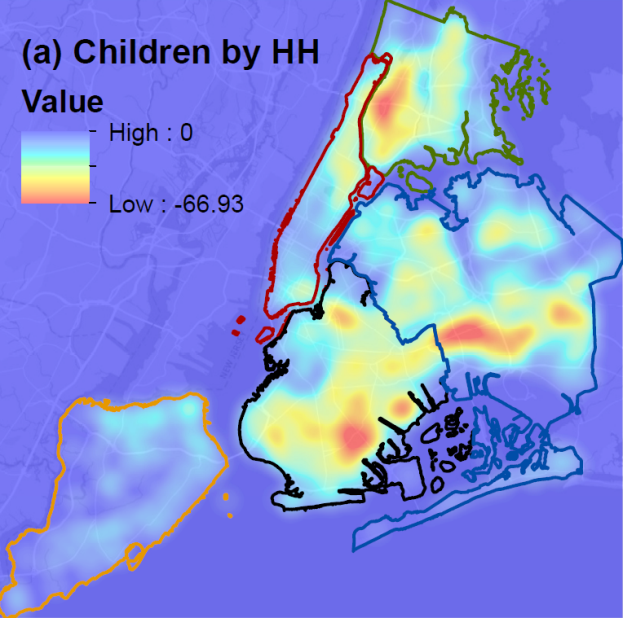 (a) Children by HH
Value
High : 0
Low : -66.93